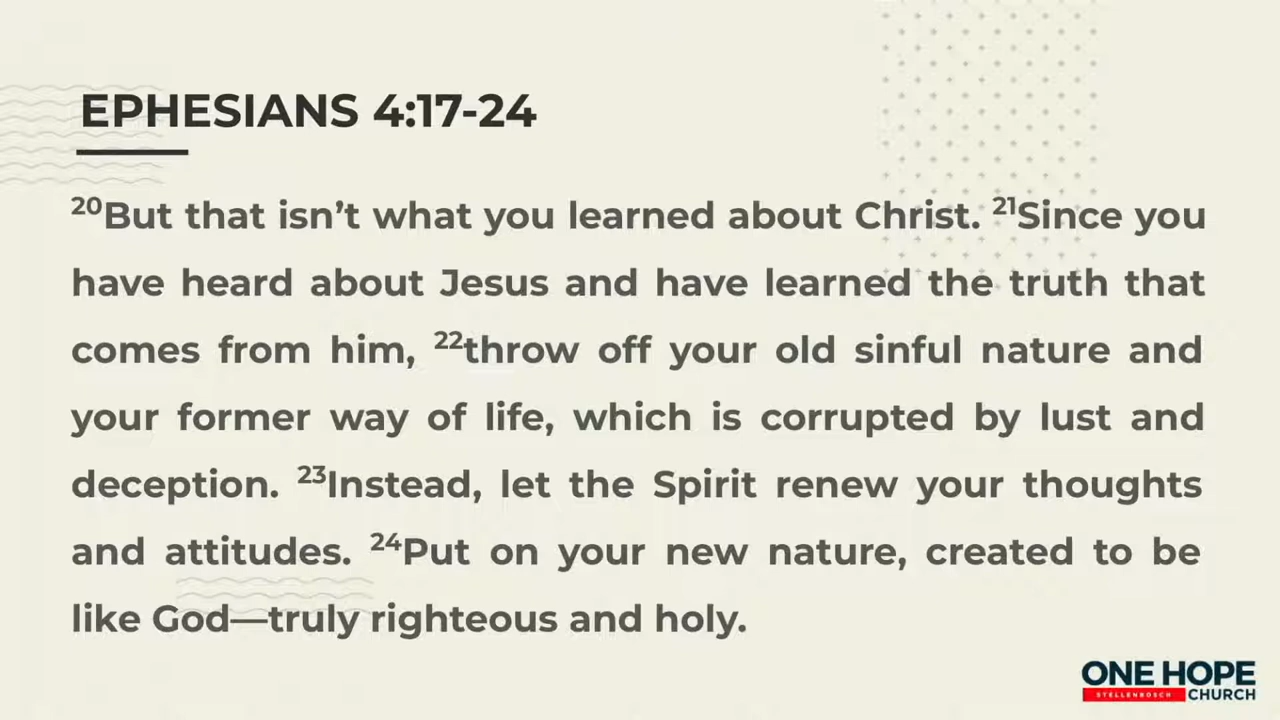 EPHESIANS 4:17-24
²⁰But that isn’t what you learned about Christ. ²¹Since you
have heard about Jesus and have learned the truth that
comes from him, ²²throw off your old sinful nature and
your former way of life, which is corrupted by lust and
deception. ²³Instead, let the Spirit renew your thoughts
and attitudes. ²⁴Put on your new nature, created to be
like God—truly righteous and holy.
ONE HOPE
STELLENBOSCH CHURCH